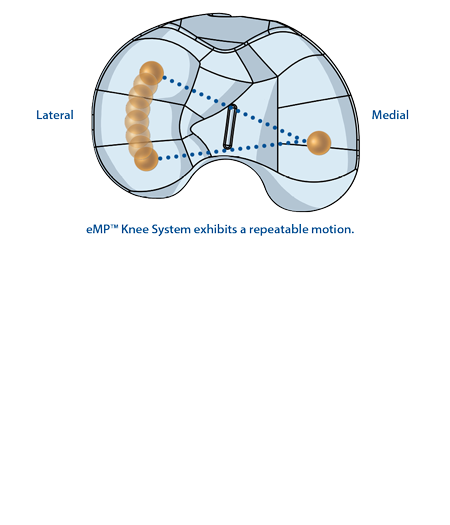 Lateral
Medial
eMP™ Knee System exhibits a repeatable motion.